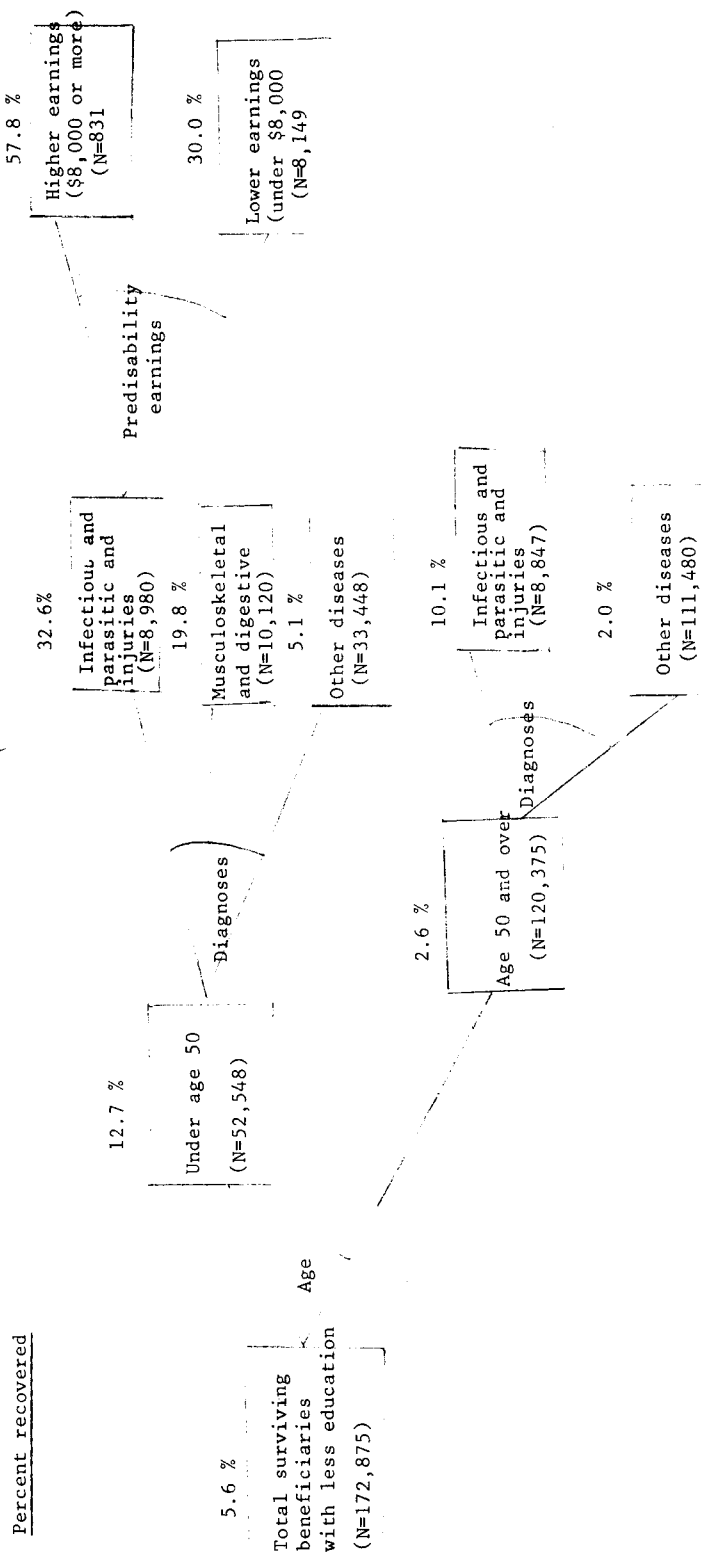 Percent recovered
5.6 %
Total surviving
beneficiaries
with less education
(N=172,875)
Age
12.7 %
Under age 50
(N=52,548)
Diagnoses
2.6 %
Age 50 and over
(N=120,375)
Diagnoses
32.6%
Infectiout and
parasitic and
injuries
(N=8,980)
19.8 %
Musculoskeletal
and digestive
(N=10,120)
5.1 %
Other diseases
(N=33,448)
10.1 %
Infectious and
parasitic and
injuries
(N=8,847)
2.0 %
Other diseases
(N=111,480)
Predisability
earnings
57.8 %
Higher earnings
($8,000 or more)
(N=831
30.0 %
Lower earnings
(under $8,000
(N=8,149